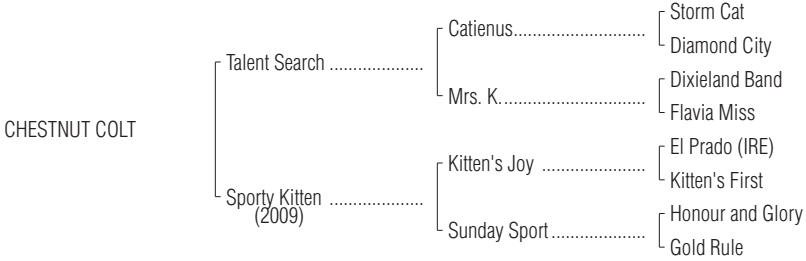 Storm Cat
Catienus..............................
Diamond City
Talent Search .....................
Dixieland Band
Mrs. K.................................
Flavia Miss
CHESTNUT COLT
El Prado (IRE)
Kitten's Joy .......................
Kitten's First
Sporty Kitten .....................
(2009)
Honour and Glory
Sunday Sport.....................
Gold Rule